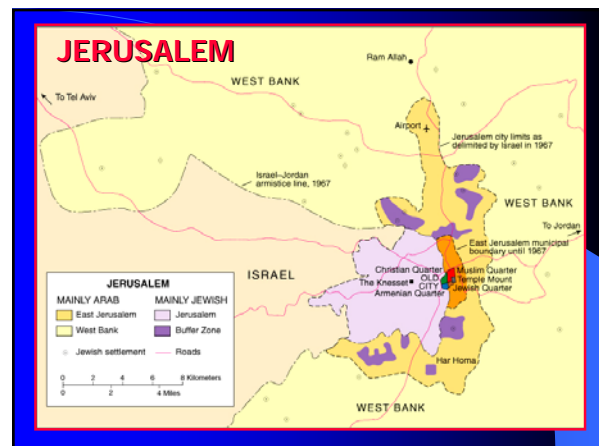 JERUSALEM
Ram Allah
WEST BANK
To Tel Aviv
Airport
Jerusalem city limits as
delimited by Israel in 1967
Israel–Jordan
armistice line, 1967
WEST BANK
To Jordan
East Jerusalem municipal
boundary until 1967
ISRAEL
Christian Quarter
Muslim Quarter
The Knesset
OLD
CITY
Temple Mount
Armenian Quarter
Jewish Quarter
JERUSALEM
MAINLY ARAB
MAINLY JEWISH
East Jerusalem
Jerusalem
West Bank
Buffer Zone
Jewish settlement
Roads
0 2 4 6 8 Kilometers
0 2 4 Miles
Har Homa
WEST BANK